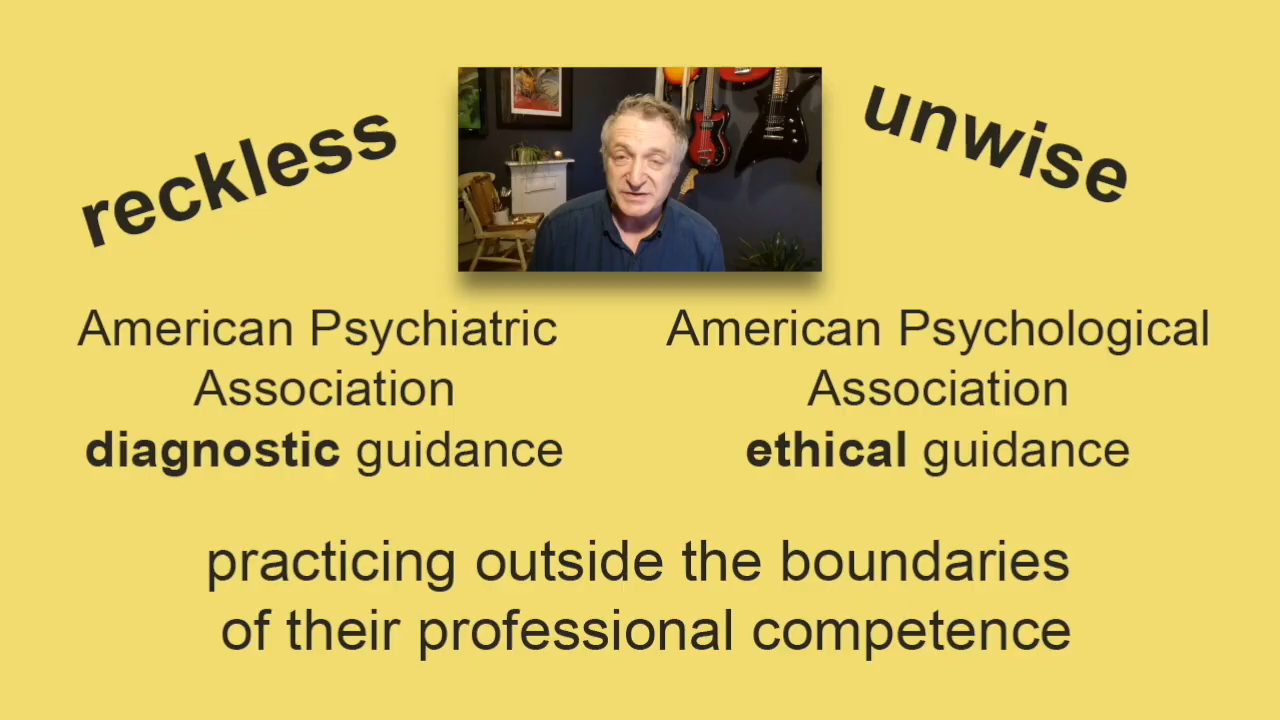 reckless
unwise
American Psychiatric
Association
diagnostic guidance
American Psychological
Association
ethical guidance
practicing outside the boundaries
of their professional competence